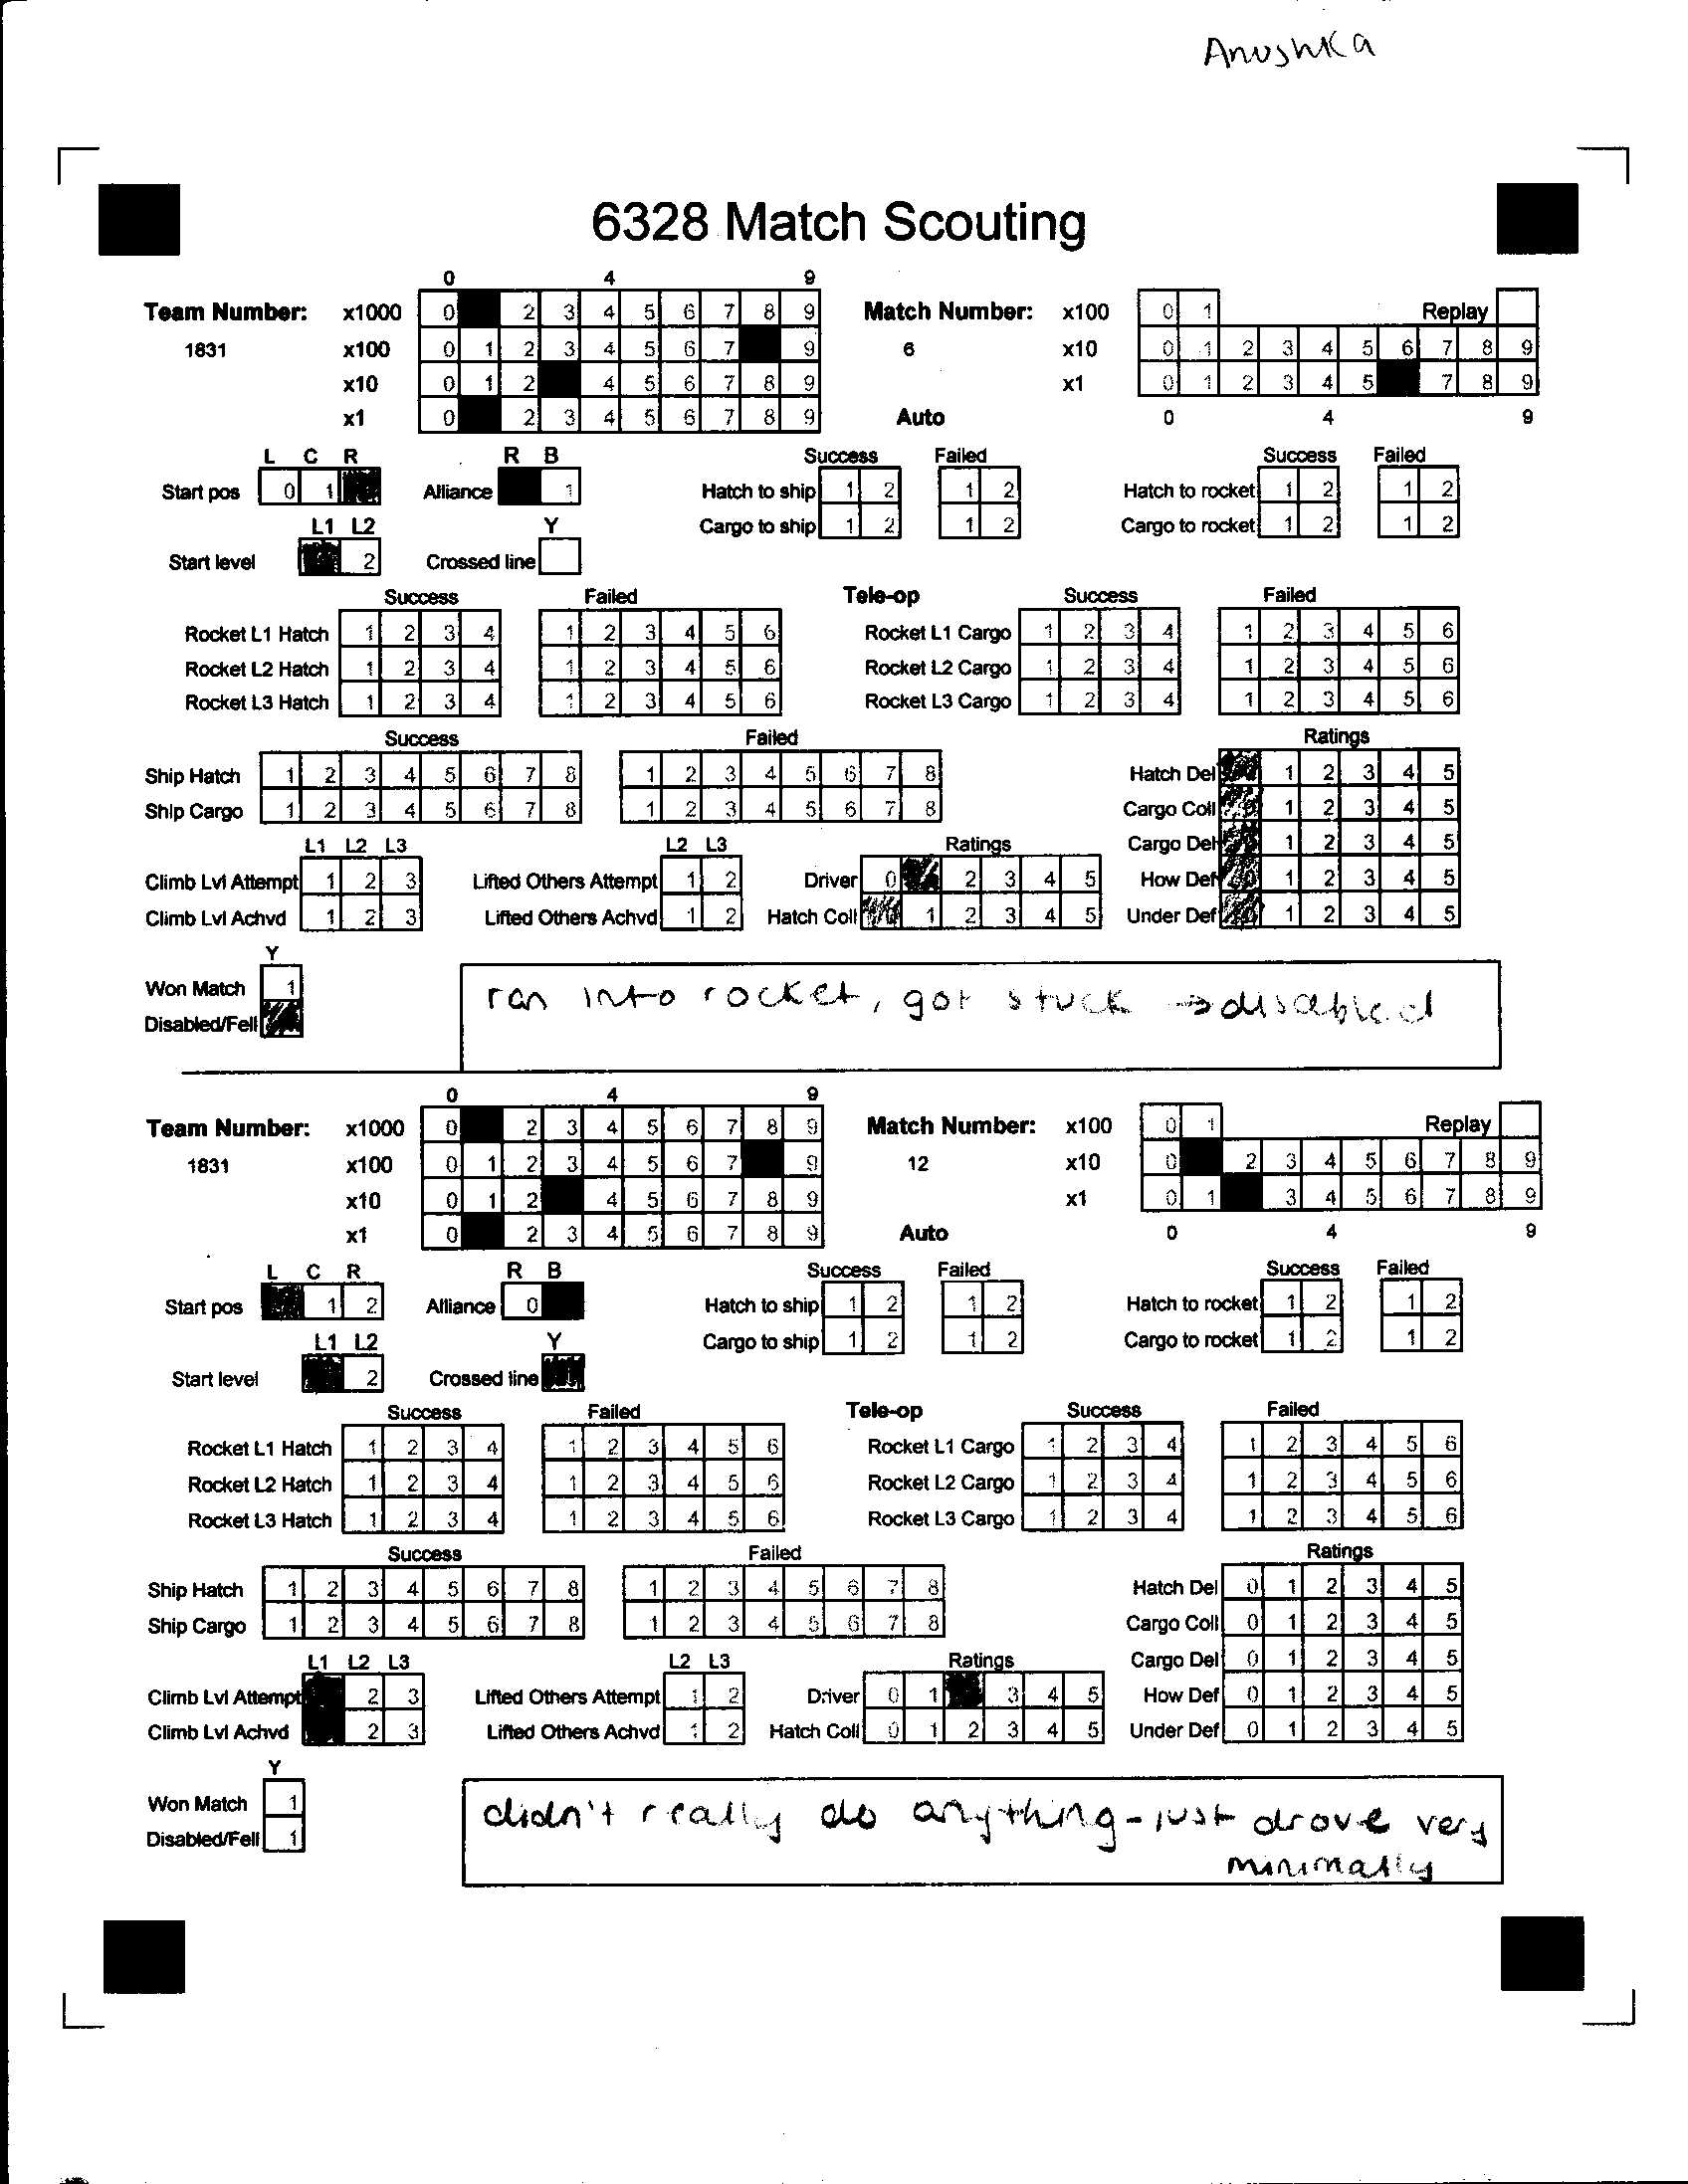 Anushka
6328 Match Scouting
0 4 9
Team Number: x1000 0 2 3 4 5 6 7 8 9 Match Number: x100 0 1 Replay
1831 x100 0 1 2 3 4 5 6 7 9 6 x10 0 1 2 3 4 5 6 7 8 9
x10 0 1 2 4 5 6 7 8 9 x1 0 1 2 3 4 5 7 8 9
x1 0 2 3 4 5 6 7 8 9 Auto 0 4 9
L C R R B Success Failed Success Failed
Start pos 0 1 Alliance 1 Hatch to ship 1 2 1 2 Hatch to rocket 1 2 1 2
L1 L2 Y Cargo to ship 1 2 1 2 Cargo to rocket 1 2 1 2
Start level 2 Crossed line
Success Failed Tele-op Success Failed
Rocket L1 Hatch 1 2 3 4 1 2 3 4 5 6 Rocket L1 Cargo 1 2 3 4 1 2 3 4 5 6
Rocket L2 Hatch 1 2 3 4 1 2 3 4 5 6 Rocket L2 Cargo 1 2 3 4 1 2 3 4 5 6
Rocket L3 Hatch 1 2 3 4 1 2 3 4 5 6 Rocket L3 Cargo 1 2 3 4 1 2 3 4 5 6
Success Failed Ratings
Ship Hatch 1 2 3 4 5 6 7 8 1 2 3 4 5 6 7 8 Hatch Del 1 2 3 4 5
Ship Cargo 1 2 3 4 5 6 7 8 1 2 3 4 5 6 7 8 Cargo Coll 1 2 3 4 5
L1 L2 L3 L2 L3 Ratings Cargo Del 1 2 3 4 5
Climb Lvl Attempt 1 2 3 Lifted Others Attempt 1 2 Driver 0 2 3 4 5 How Def 1 2 3 4 5
Climb Lvl Achvd 1 2 3 Lifted Others Achvd 1 2 Hatch Coll 1 2 3 4 5 Under Def 1 2 3 4 5
Y
Won Match 1 ran into rocket, got stuck → disabled
Disabled/Fell
0 4 9
Team Number: x1000 0 2 3 4 5 6 7 8 9 Match Number: x100 0 1 Replay
1831 x100 0 1 2 3 4 5 6 7 9 12 x10 0 2 3 4 5 6 7 8 9
x10 0 1 2 4 5 6 7 8 9 x1 0 1 3 4 5 6 7 8 9
x1 0 2 3 4 5 6 7 8 9 Auto 0 4 9
L C R R B Success Failed Success Failed
Start pos 1 2 Alliance 0 Hatch to ship 1 2 1 2 Hatch to rocket 1 2 1 2
L1 L2 Y Cargo to ship 1 2 1 2 Cargo to rocket 1 2 1 2
Start level 2 Crossed line
Success Failed Tele-op Success Failed
Rocket L1 Hatch 1 2 3 4 1 2 3 4 5 6 Rocket L1 Cargo 1 2 3 4 1 2 3 4 5 6
Rocket L2 Hatch 1 2 3 4 1 2 3 4 5 6 Rocket L2 Cargo 1 2 3 4 1 2 3 4 5 6
Rocket L3 Hatch 1 2 3 4 1 2 3 4 5 6 Rocket L3 Cargo 1 2 3 4 1 2 3 4 5 6
Success Failed Ratings
Ship Hatch 1 2 3 4 5 6 7 8 1 2 3 4 5 6 7 8 Hatch Del 0 1 2 3 4 5
Ship Cargo 1 2 3 4 5 6 7 8 1 2 3 4 5 6 7 8 Cargo Coll 0 1 2 3 4 5
L1 L2 L3 L2 L3 Ratings Cargo Del 0 1 2 3 4 5
Climb Lvl Attempt 2 3 Lifted Others Attempt 1 2 Driver 0 1 3 4 5 How Def 0 1 2 3 4 5
Climb Lvl Achvd 2 3 Lifted Others Achvd 1 2 Hatch Coll 0 1 2 3 4 5 Under Def 0 1 2 3 4 5
Y
Won Match 1 didn't really do anything - just drove very
Disabled/Fell 1 minimally